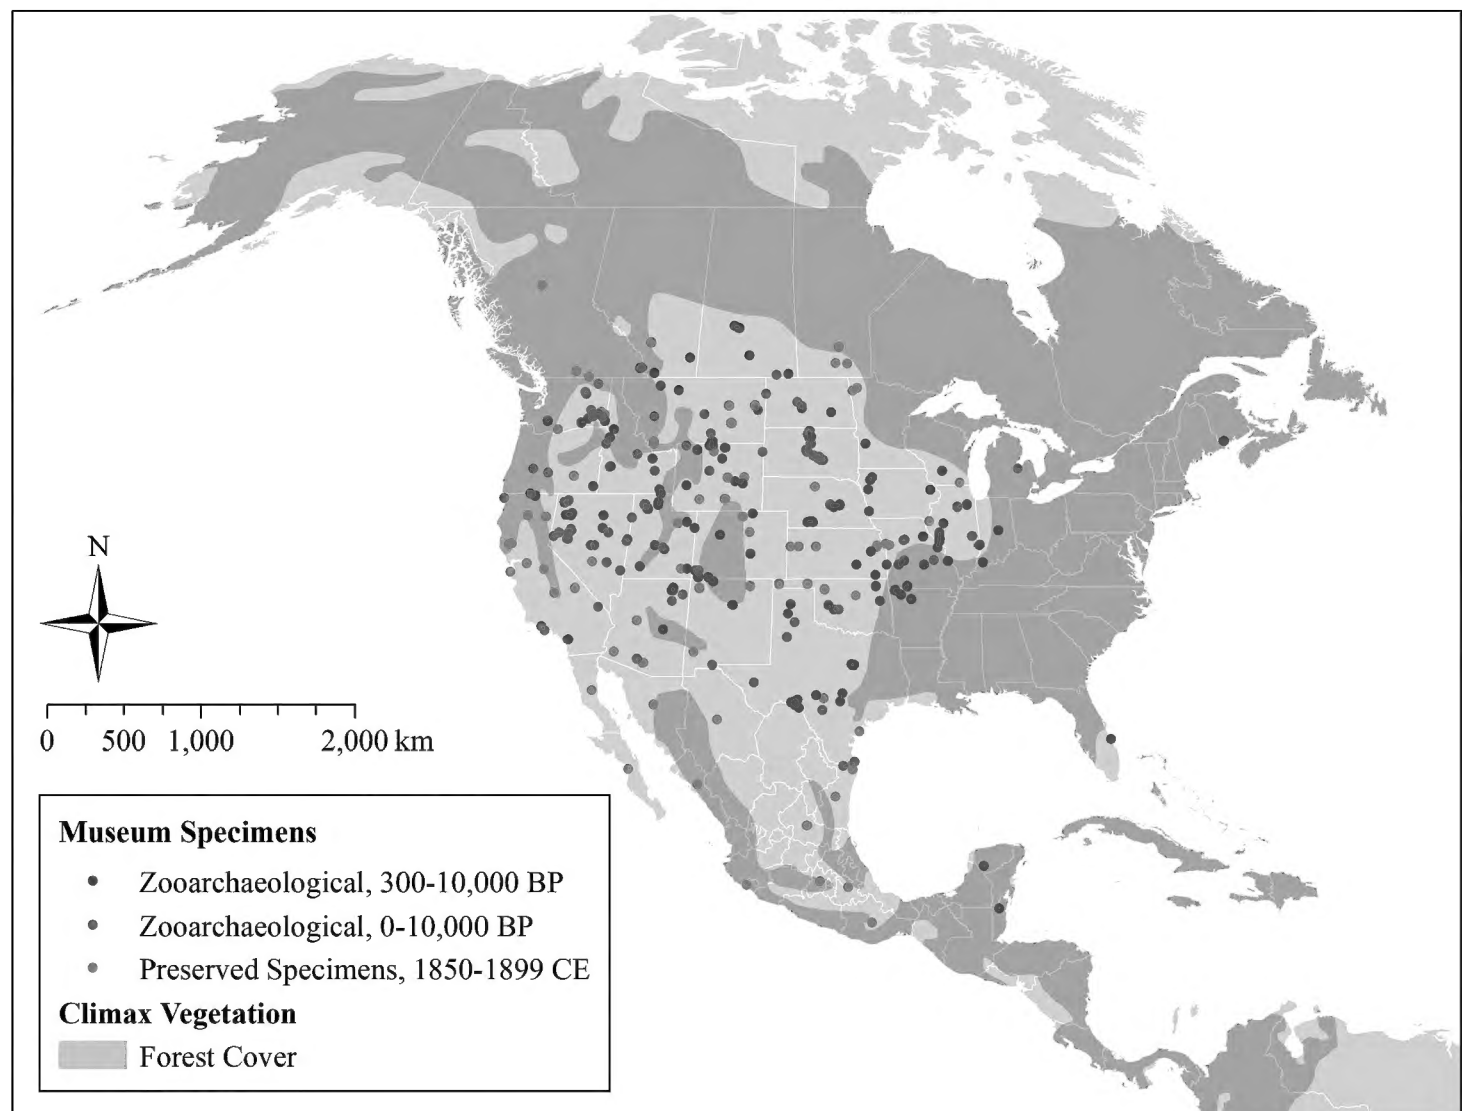 N
0 500 1,000 2,000 km
Museum Specimens
Zooarchaeological, 300-10,000 BP
Zooarchaeological, 0-10,000 BP
Preserved Specimens, 1850-1899 CE
Climax Vegetation
Forest Cover